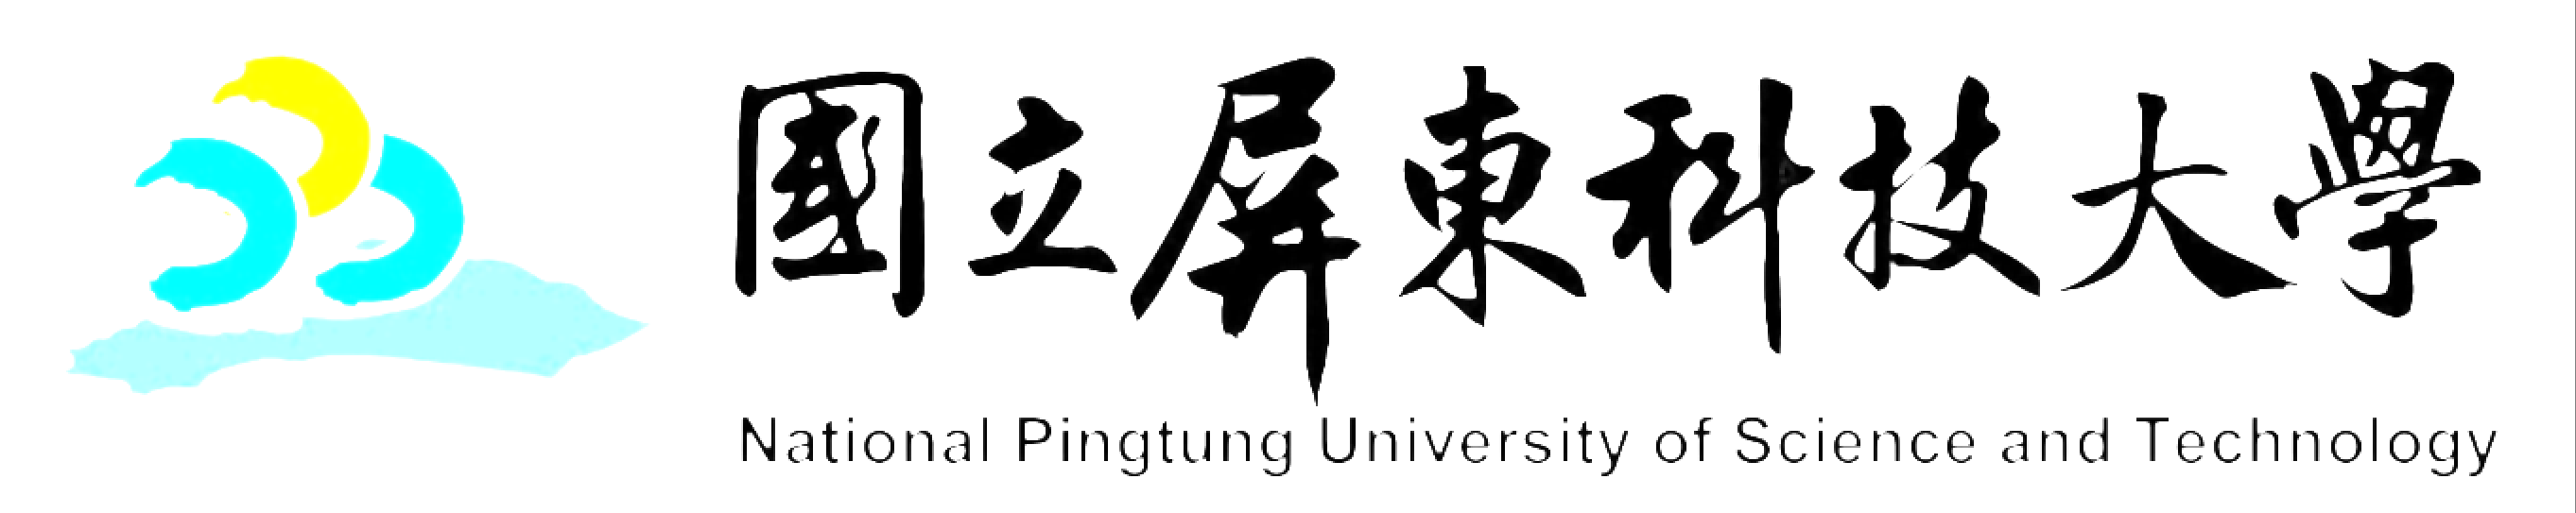 國立屏東科技大學
National Pingtung University of Science and Technology